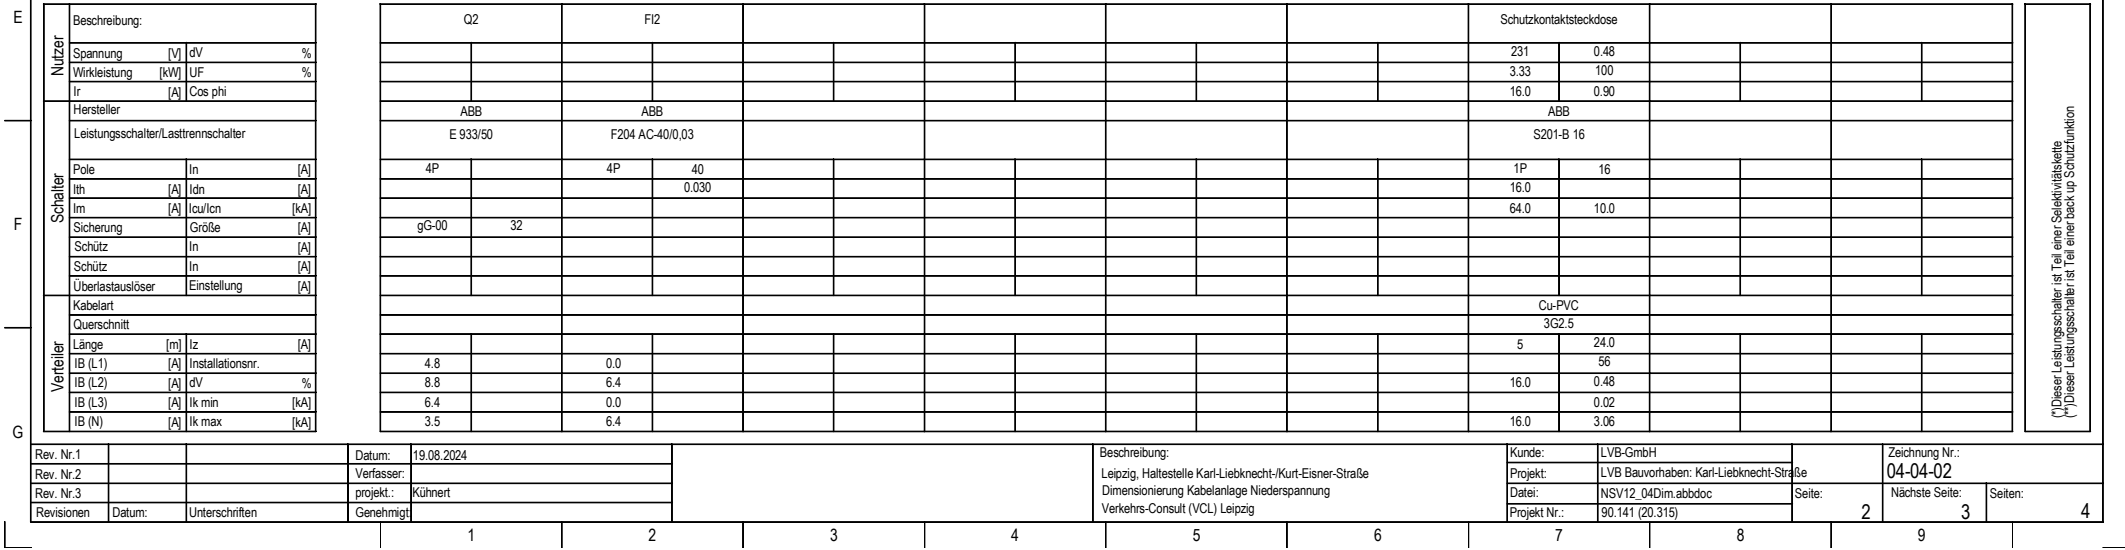 E
Nutzer
Beschreibung: Q2 FI2 Schutzkontaktsteckdose
Spannung [V] dV % 231 0.48
Wirkleistung [kW] UF % 3.33 100
Ir [A] Cos phi 16.0 0.90
Schalter
Hersteller ABB ABB ABB
Leistungsschalter/Lasttrennschalter E 933/50 F204 AC-40/0,03 S201-B 16
Pole In [A] 4P 4P 40 1P 16
Ith [A] Idn [A] 0.030 16.0
Im [A] Icu/Icn [kA] 64.0 10.0
F
Sicherung Größe [A] gG-00 32
Schütz In [A]
Schütz In [A]
Überlastauslöser Einstellung [A]
Verteiler
Kabelart Cu-PVC
Querschnitt 3G2.5
Länge [m] Iz [A] 5 24.0
IB (L1) [A] Installationsnr. 4.8 0.0 56
IB (L2) [A] dV % 8.8 6.4 16.0 0.48
IB (L3) [A] Ik min [kA] 6.4 0.0 0.02
IB (N) [A] Ik max [kA] 3.5 6.4 16.0 3.06
G
(*)Dieser Leistungsschalter ist Teil einer Selektivitätskette
(**)Dieser Leistungsschalter ist Teil einer back up Schutzfunktion
Rev. Nr.1 Datum: 19.08.2024 Beschreibung: Kunde: LVB-GmbH Zeichnung Nr.:
Rev. Nr.2 Verfasser: Leipzig, Haltestelle Karl-Liebknecht-/Kurt-Eisner-Straße Projekt: LVB Bauvorhaben: Karl-Liebknecht-Straße 04-04-02
Rev. Nr.3 projekt.: Kühnert Dimensionierung Kabelanlage Niederspannung Datei: NSV12_04Dim.abbdoc Seite: Nächste Seite: Seiten:
Revisionen Datum: Unterschriften Genehmigt: Verkehrs-Consult (VCL) Leipzig Projekt Nr.: 90.141 (20.315) 2 3 4
1 2 3 4 5 6 7 8 9